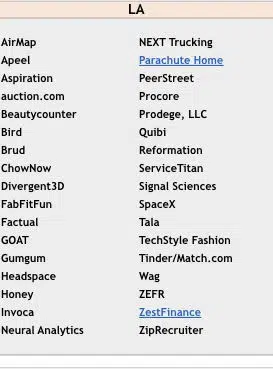 LA
AirMap
Apeel
Aspiration
auction.com
Beautycounter
Bird
Brud
ChowNow
Divergent3D
FabFitFun
Factual
GOAT
Gumgum
Headspace
Honey
Invoca
Neural Analytics
NEXT Trucking
Parachute Home
PeerStreet
Procore
Prodege, LLC
Quibi
Reformation
ServiceTitan
Signal Sciences
SpaceX
Tala
TechStyle Fashion
Tinder/Match.com
Wag
ZEFR
ZestFinance
ZipRecruiter